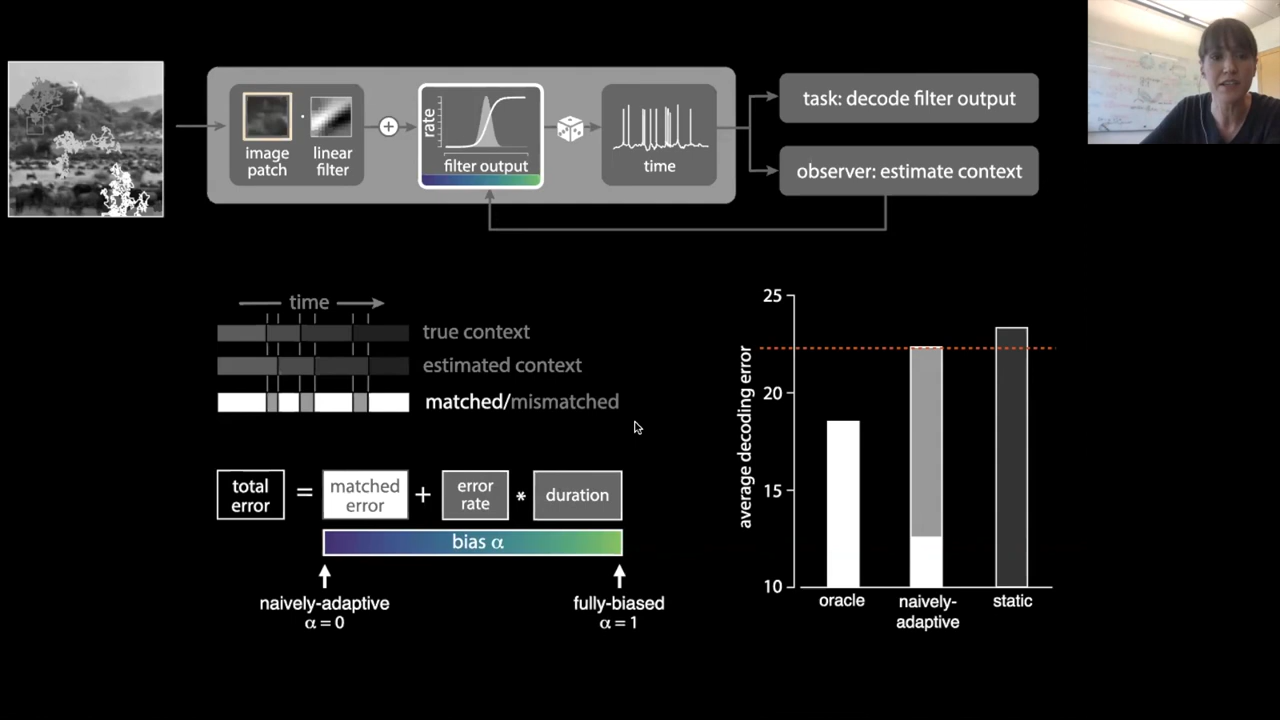 image
patch
linear
filter
rate
filter output
time
task: decode filter output
observer: estimate context
time
true context
estimated context
matched/mismatched
total
error
=
matched
error
+
error
rate
*
duration
bias α
naively-adaptive
α = 0
fully-biased
α = 1
average decoding error
25
20
15
10
oracle
naively-
adaptive
static